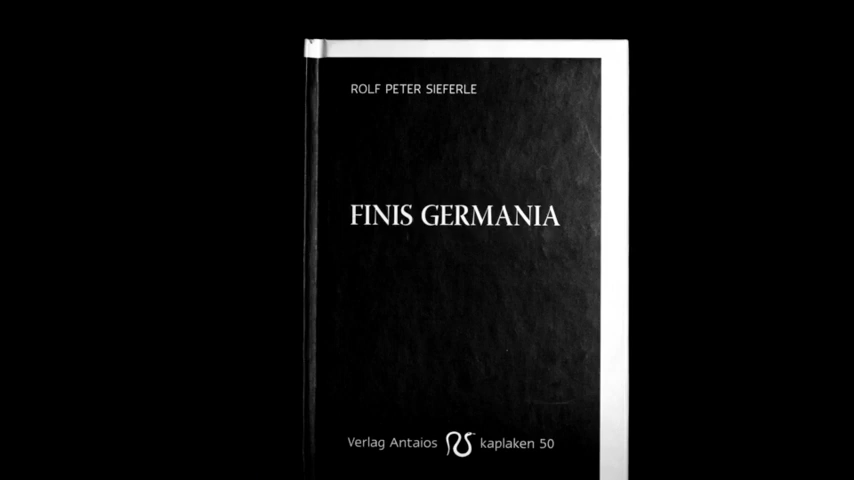 ROLF PETER SIEFERLE
FINIS GERMANIA
Verlag Antaios kaplaken 50